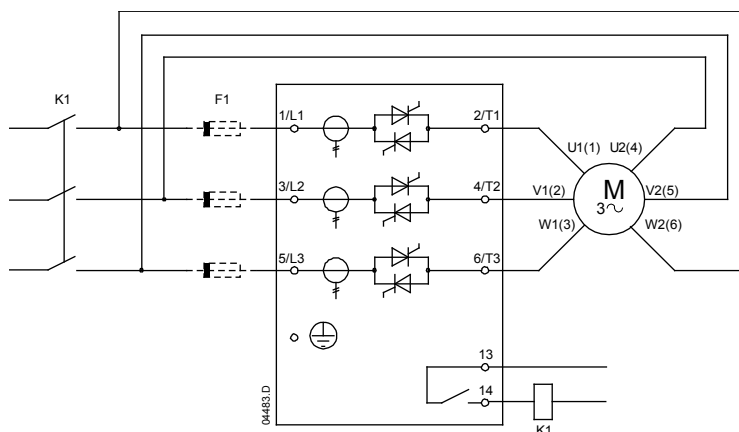 K1
F1
1/L1
2/T1
3/L2
4/T2
5/L3
6/T3
U1(1)
U2(4)
V1(2)
V2(5)
W1(3)
W2(6)
M
3
13
14
K1
04483.D